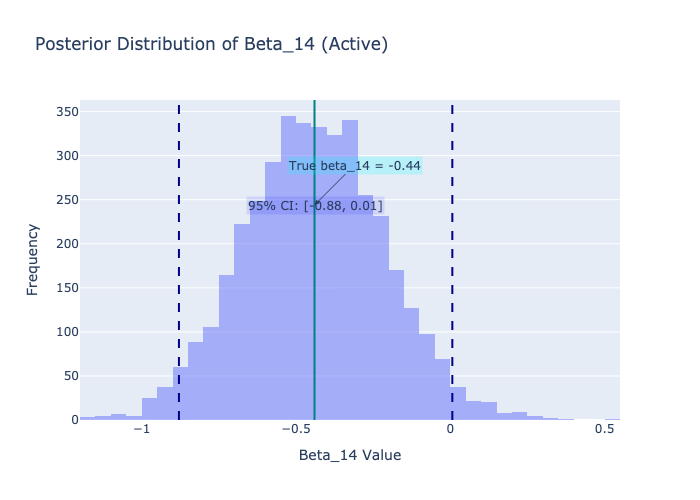 Posterior Distribution of Beta_14 (Active)
350
300
250
200
150
100
50
0
Frequency
True beta_14 = -0.44
95% CI: [-0.88, 0.01]
−1
−0.5
0
0.5
Beta_14 Value